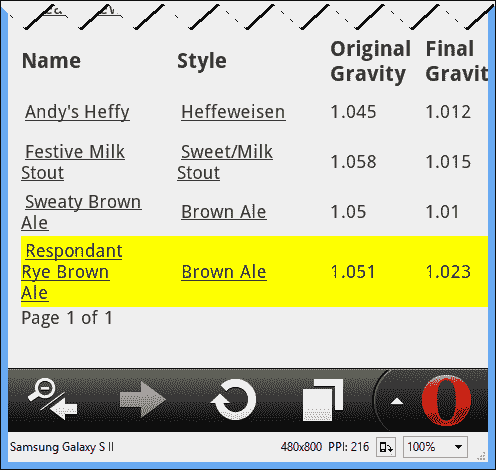 Name Style Original Gravity Final Gravit
Andy's Heffy Heffeweisen 1.045 1.012
Festive Milk Stout Sweet/Milk Stout 1.058 1.015
Sweaty Brown Ale Brown Ale 1.05 1.01
Respondant Rye Brown Ale Brown Ale 1.051 1.023
Page 1 of 1
Samsung Galaxy S II 480x800 PPI: 216 100%